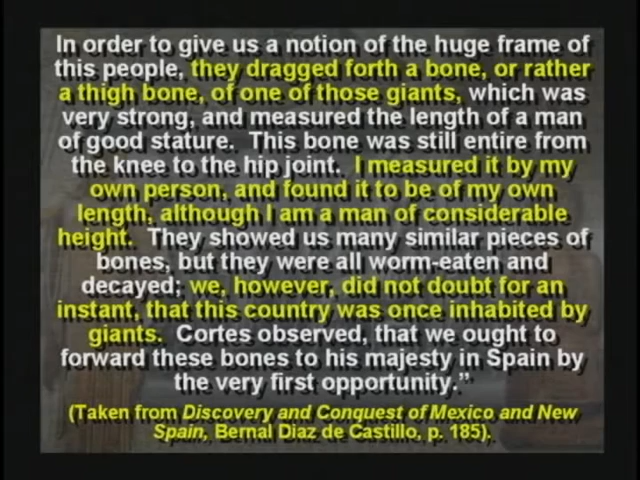 In order to give us a notion of the huge frame of
this people, they dragged forth a bone, or rather
a thigh bone, of one of those giants, which was
very strong, and measured the length of a man
of good stature.  This bone was still entire from
the knee to the hip joint.  I measured it by my
own person, and found it to be of my own
length, although I am a man of considerable
height.  They showed us many similar pieces of
bones, but they were all worm-eaten and
decayed; we, however, did not doubt for an
instant, that this country was once inhabited by
giants.  Cortes observed, that we ought to
forward these bones to his majesty in Spain by
the very first opportunity.”
(Taken from Discovery and Conquest of Mexico and New
Spain, Bernal Diaz de Castillo, p. 185).